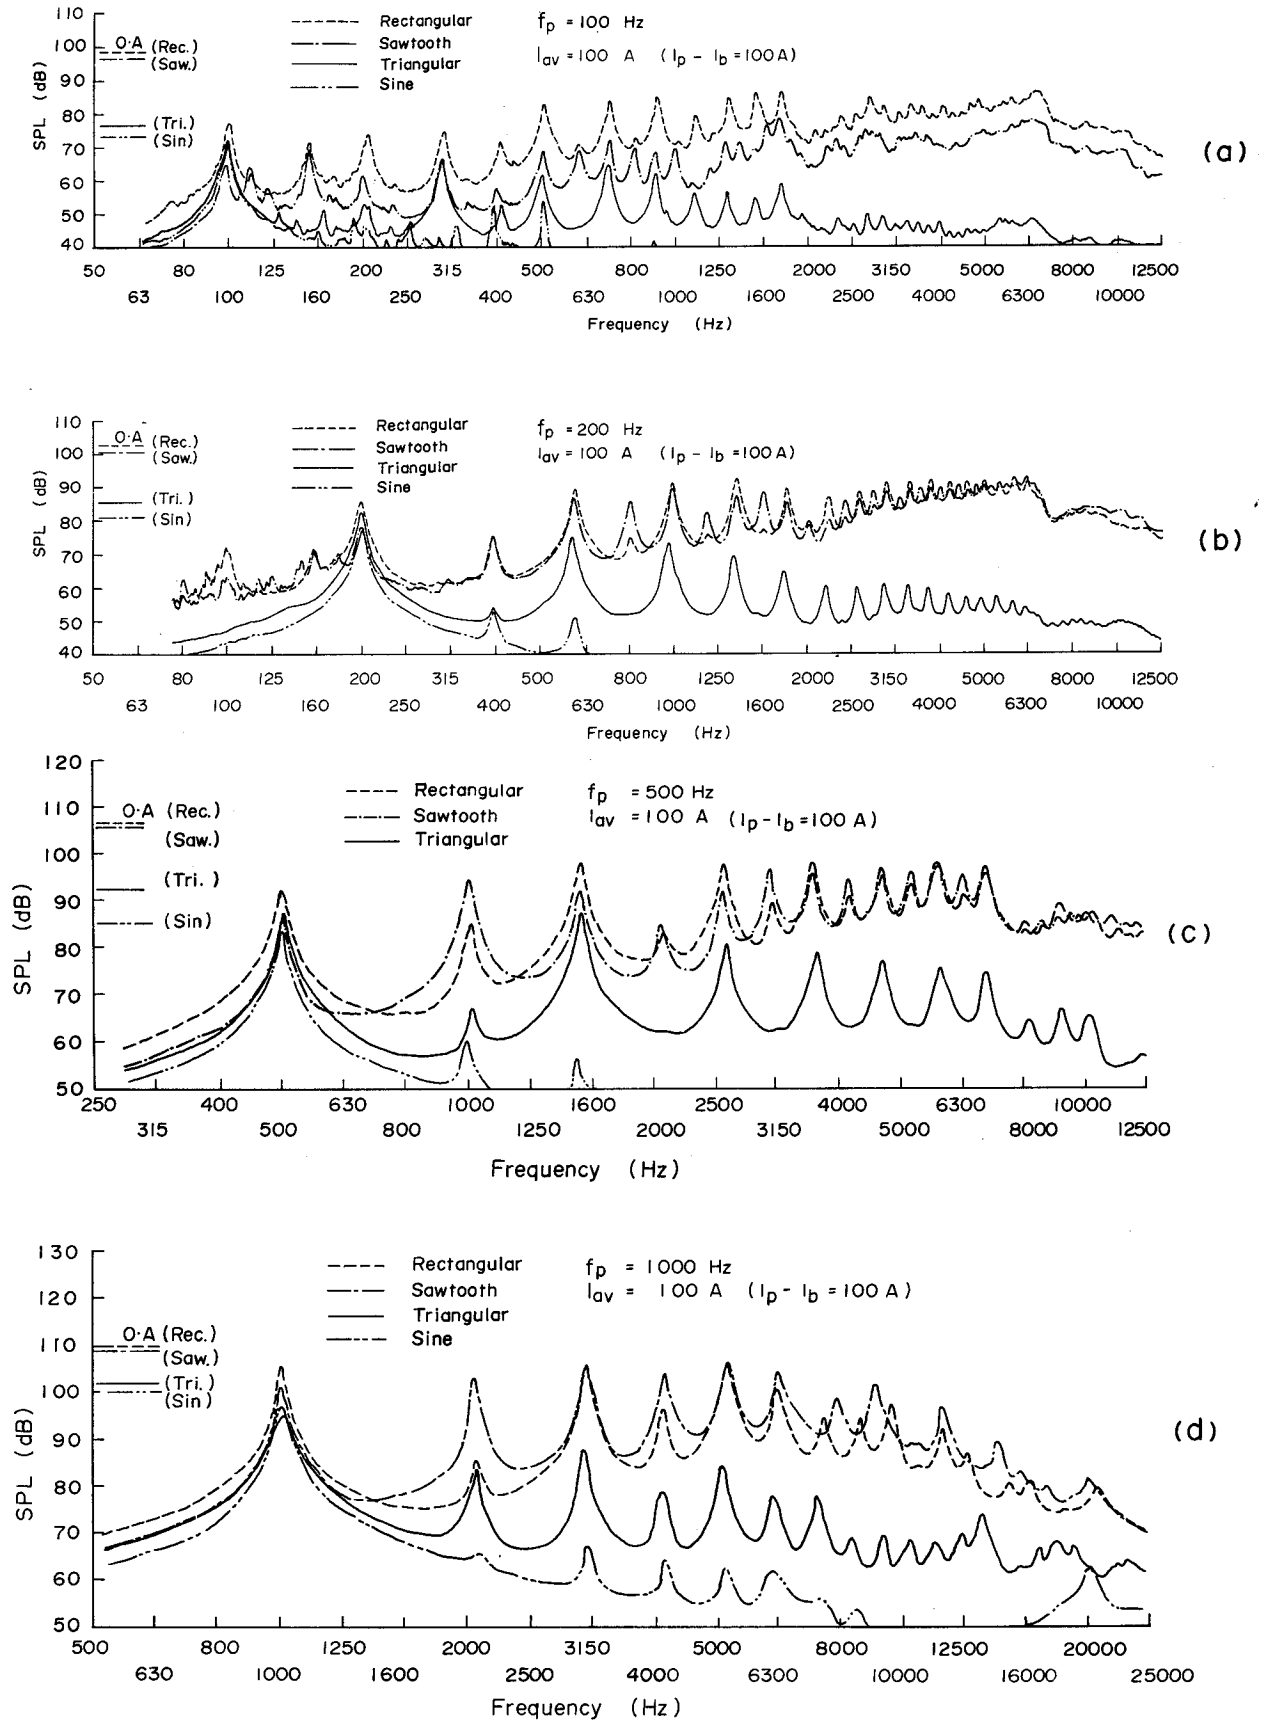 110
100
90
80
70
60
50
40
SPL (dB)
O·A (Rec.)
(Saw.)
(Tri.)
(Sin)
Rectangular
Sawtooth
Triangular
Sine
fp = 100 Hz
Iav = 100 A (Ip - Ib = 100 A)
(a)
50 80 125 200 315 500 800 1250 2000 3150 5000 8000 12500
63 100 160 250 400 630 1000 1600 2500 4000 6300 10000
Frequency (Hz)
110
100
90
80
70
60
50
40
SPL (dB)
O·A (Rec.)
(Saw.)
(Tri.)
(Sin)
Rectangular
Sawtooth
Triangular
Sine
fp = 200 Hz
Iav = 100 A (Ip - Ib = 100 A)
(b)
50 80 125 200 315 500 800 1250 2000 3150 5000 8000 12500
63 100 160 250 400 630 1000 1600 2500 4000 6300 10000
Frequency (Hz)
120
110
100
90
80
70
60
50
SPL (dB)
O·A (Rec.)
(Saw.)
(Tri.)
(Sin)
Rectangular
Sawtooth
Triangular
fp = 500 Hz
Iav = 100 A (Ip - Ib = 100 A)
(c)
250 400 630 1000 1600 2500 4000 6300 10000
315 500 800 1250 2000 3150 5000 8000 12500
Frequency (Hz)
130
120
110
100
90
80
70
60
50
SPL (dB)
O·A (Rec.)
(Saw.)
(Tri.)
(Sin)
Rectangular
Sawtooth
Triangular
Sine
fp = 1000 Hz
Iav = 100 A (Ip - Ib = 100 A)
(d)
500 800 1250 2000 3150 5000 8000 12500 20000
630 1000 1600 2500 4000 6300 10000 16000 25000
Frequency (Hz)